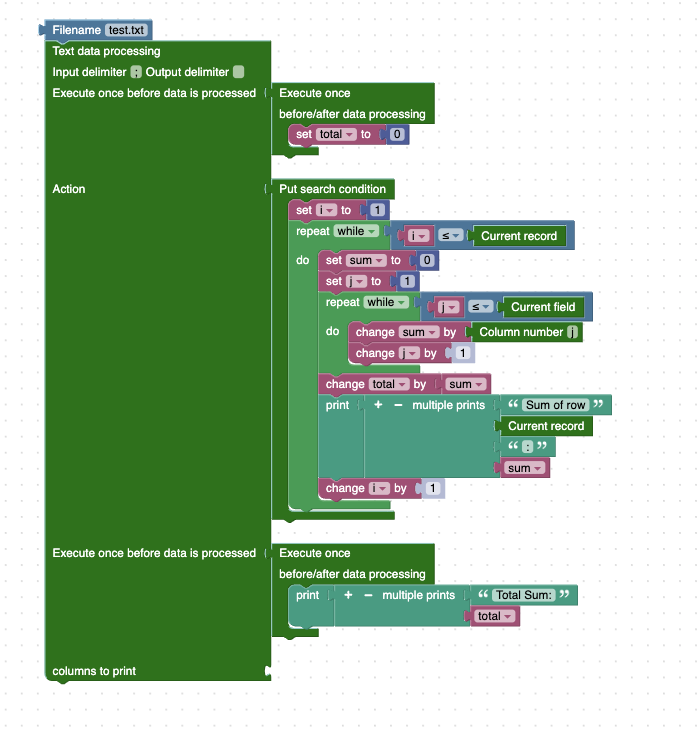 Filename test.txt
Text data processing
Input delimiter ; Output delimiter
Execute once before data is processed Execute once
before/after data processing
set total to 0
Action Put search condition
set i to 1
repeat while i ≤ Current record
do set sum to 0
set j to 1
repeat while j ≤ Current field
do change sum by Column number j
change j by 1
change total by sum
print + − multiple prints “ Sum of row ”
Current record
“ : ”
sum
change i by 1
Execute once before data is processed Execute once
before/after data processing
print + − multiple prints “ Total Sum: ”
total
columns to print